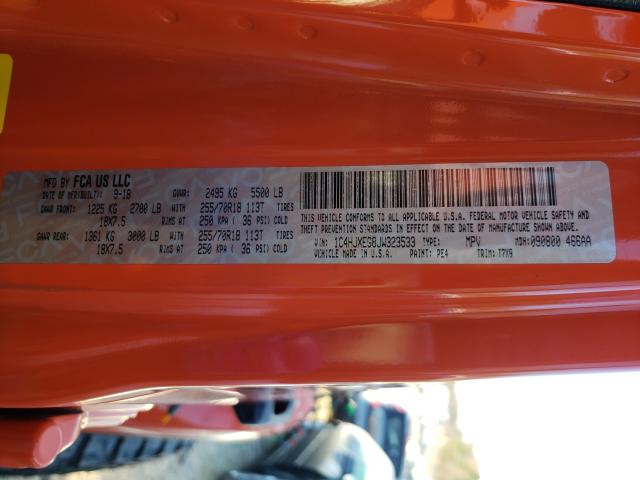 MFD BY FCA US LLC
DATE OF MFR(BUILT): 9-18 GVWR: 2495 KG 5500 LB
GAWR FRONT: 1225 KG 2700 LB WITH 255/70R18 113T TIRES
18X7.5 RIMS AT 250 KPA ( 36 PSI) COLD
GAWR REAR: 1361 KG 3000 LB WITH 255/70R18 113T TIRES
18X7.5 RIMS AT 250 KPA ( 36 PSI) COLD
THIS VEHICLE CONFORMS TO ALL APPLICABLE U.S.A. FEDERAL MOTOR VEHICLE SAFETY AND
THEFT PREVENTION STANDARDS IN EFFECT ON THE DATE OF MANUFACTURE SHOWN ABOVE.
VIN: 1C4HJXEG8JW323533 TYPE: MPV MDH: 090800 466AA
VEHICLE MADE IN U.S.A. PAINT: PE4 TRIM: T7X9